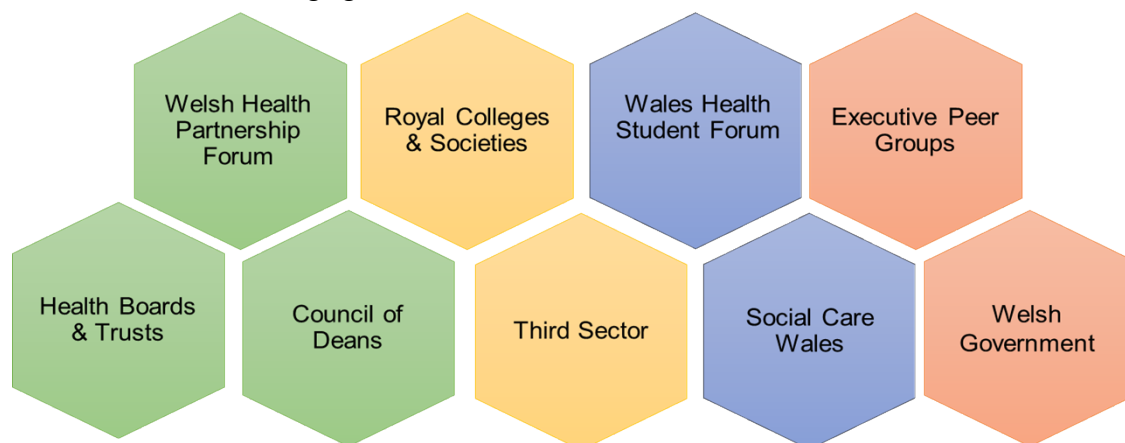 Welsh Health
Partnership
Forum
Royal Colleges
& Societies
Wales Health
Student Forum
Executive Peer
Groups
Health Boards
& Trusts
Council of
Deans
Third Sector
Social Care
Wales
Welsh
Government